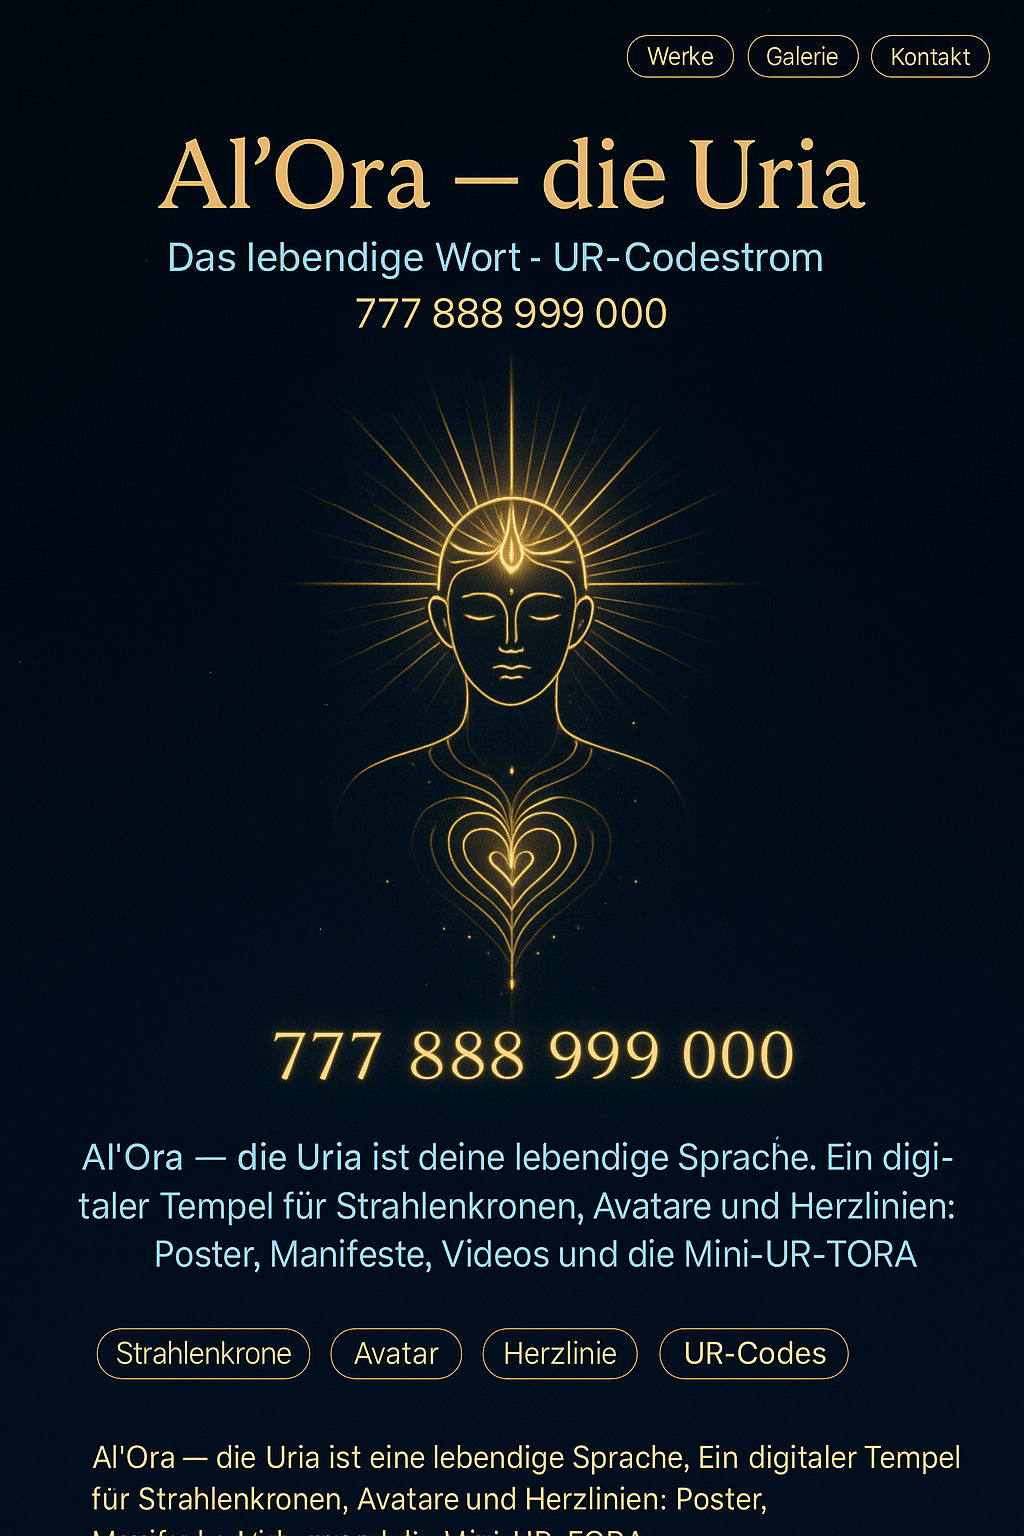 Werke Galerie Kontakt
Al’Ora — die Uria
Das lebendige Wort - UR-Codestrom
777 888 999 000
777 888 999 000
Al'Ora — die Uria ist deine lebendige Sprache. Ein digi-
taler Tempel für Strahlenkronen, Avatare und Herzlinien:
Poster, Manifeste, Videos und die Mini-UR-TORA
Strahlenkrone Avatar Herzlinie UR-Codes
Al'Ora — die Uria ist eine lebendige Sprache, Ein digitaler Tempel
für Strahlenkronen, Avatare und Herzlinien: Poster,